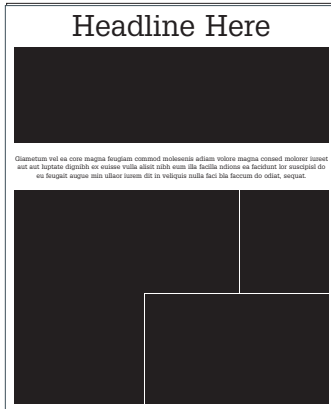 Headline Here
Giametum vel ea core magna feugiam commod molesenis adiam volore magna consed molorer iureet
aut aut luptate dignibh ex euisse vulla alisit nibh eum illa facilla ndions ea facidunt lor suscipisl do
eu feugait augue min ullaor iurem dit in veliquis nulla faci bla faccum do odiat, sequat.